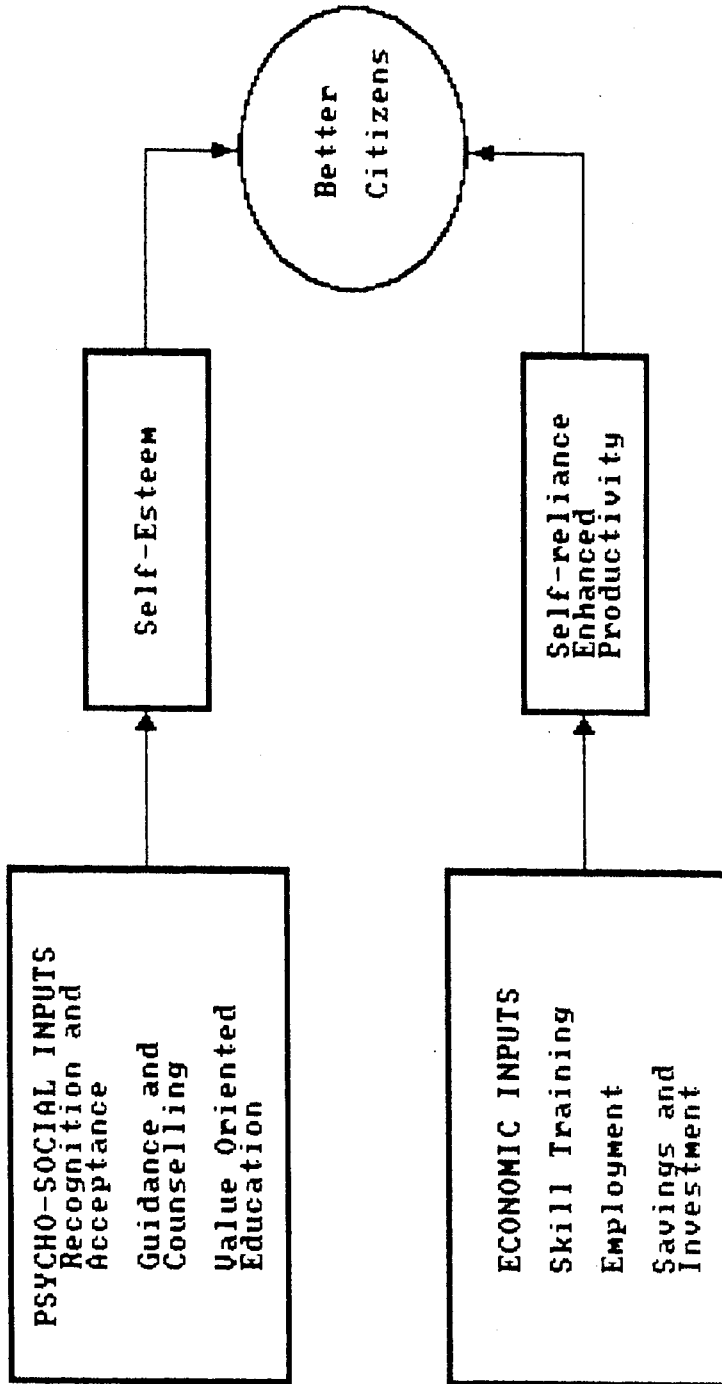 PSYCHO-SOCIAL INPUTS
Recognition and
Acceptance
Guidance and
Counselling
Value Oriented
Education
Self-Esteem
Better
Citizens
ECONOMIC INPUTS
Skill Training
Employment
Savings and
Investment
Self-reliance
Enhanced
Productivity